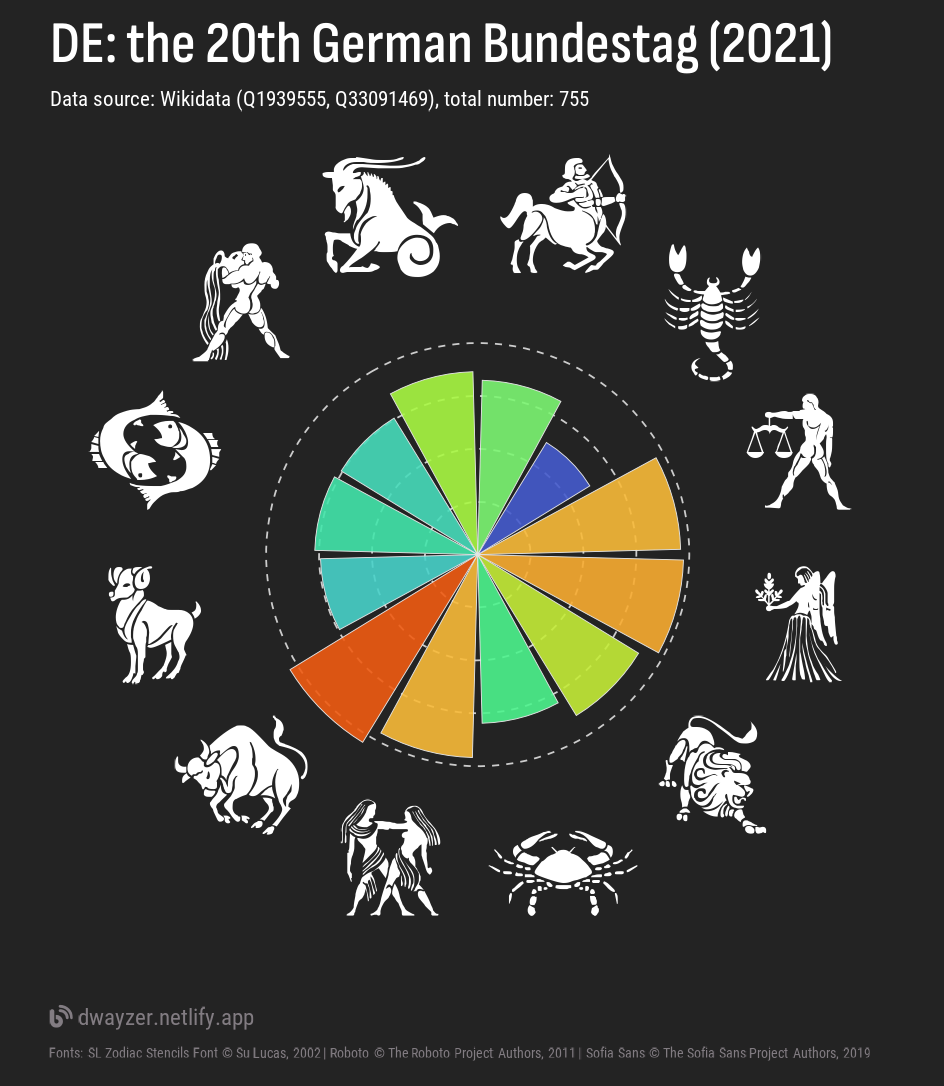 DE: the 20th German Bundestag (2021)
Data source: Wikidata (Q1939555, Q33091469), total number: 755
dwayzer.netlify.app
Fonts: SL Zodiac Stencils Font © Su Lucas, 2002 | Roboto © The Roboto Project Authors, 2011 | Sofia Sans © The Sofia Sans Project Authors, 2019